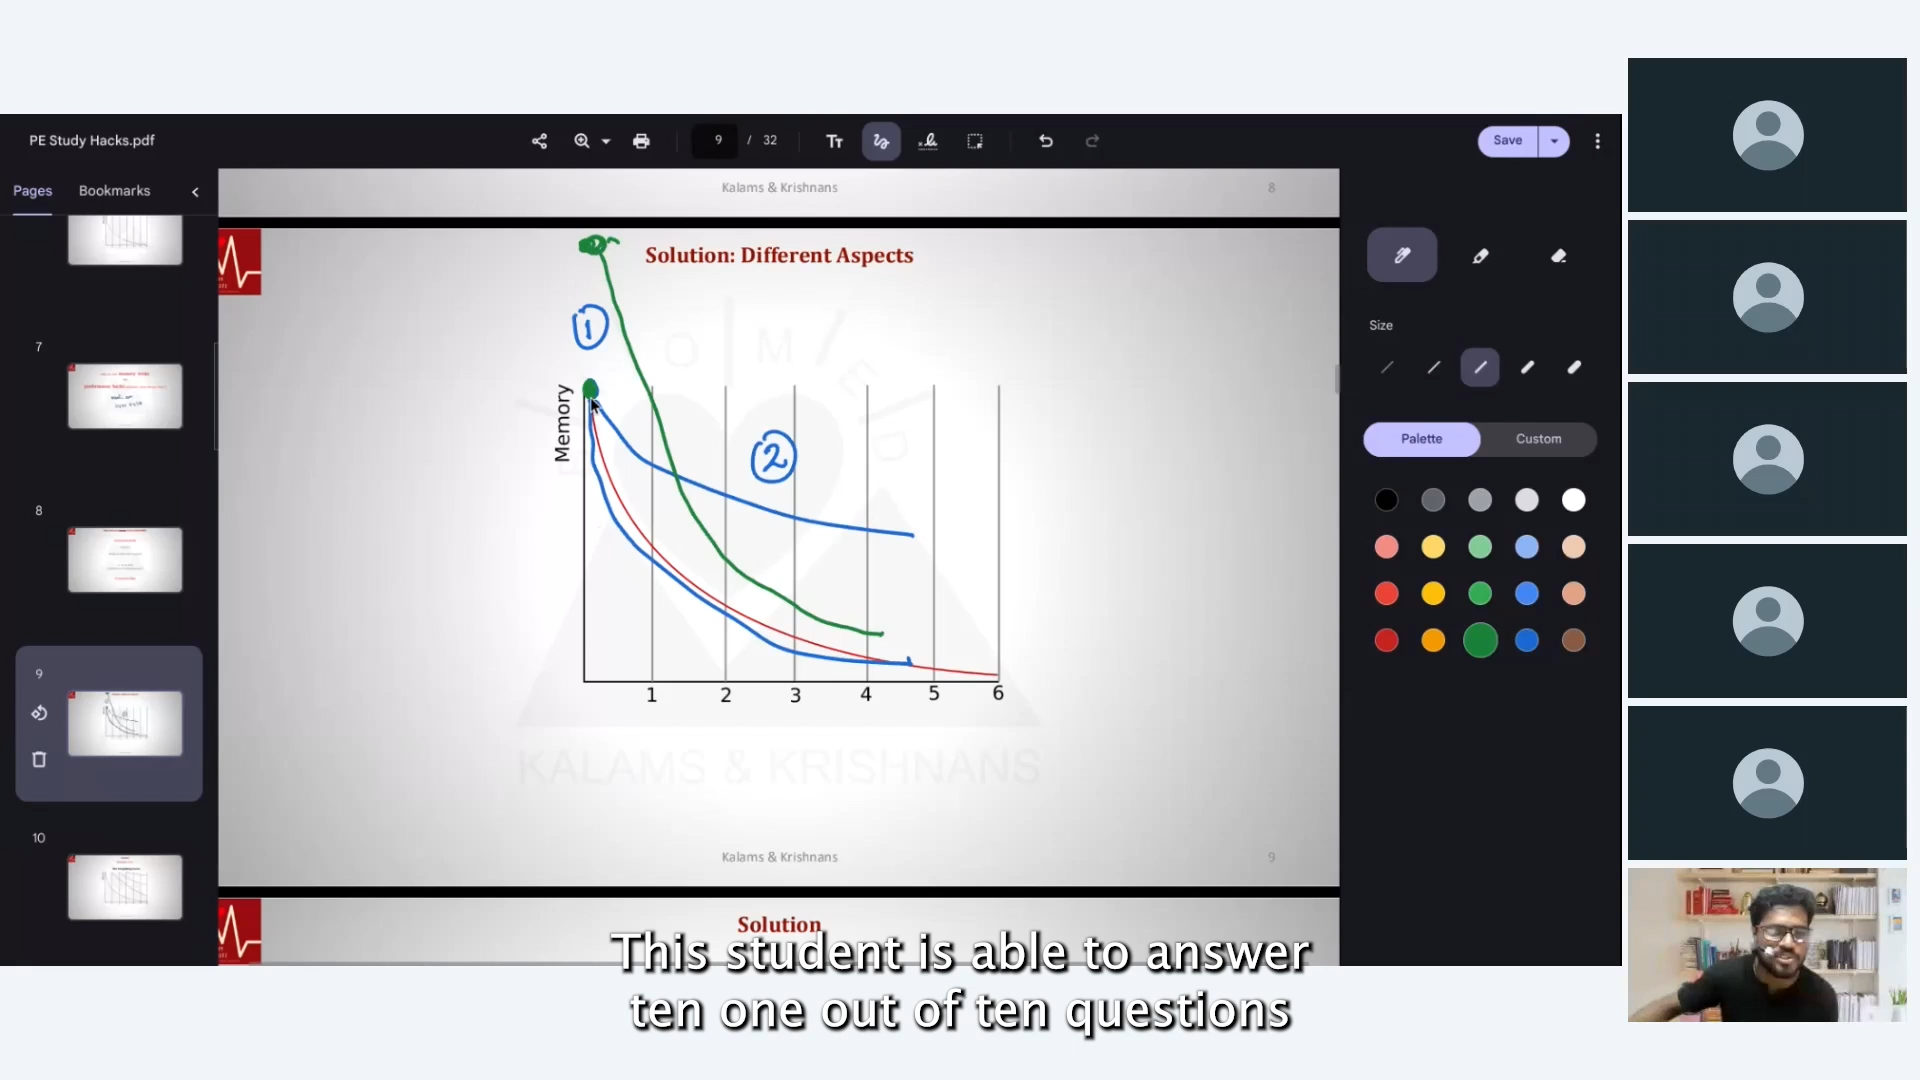 PE Study Hacks.pdf
9 / 32
Save
Pages
Bookmarks
7
8
9
10
Kalams & Krishnans
8
Solution: Different Aspects
1
2
Memory
1 2 3 4 5 6
KALAMS & KRISHNANS
Kalams & Krishnans
9
Solution
Size
Palette
Custom
This student is able to answer
ten one out of ten questions